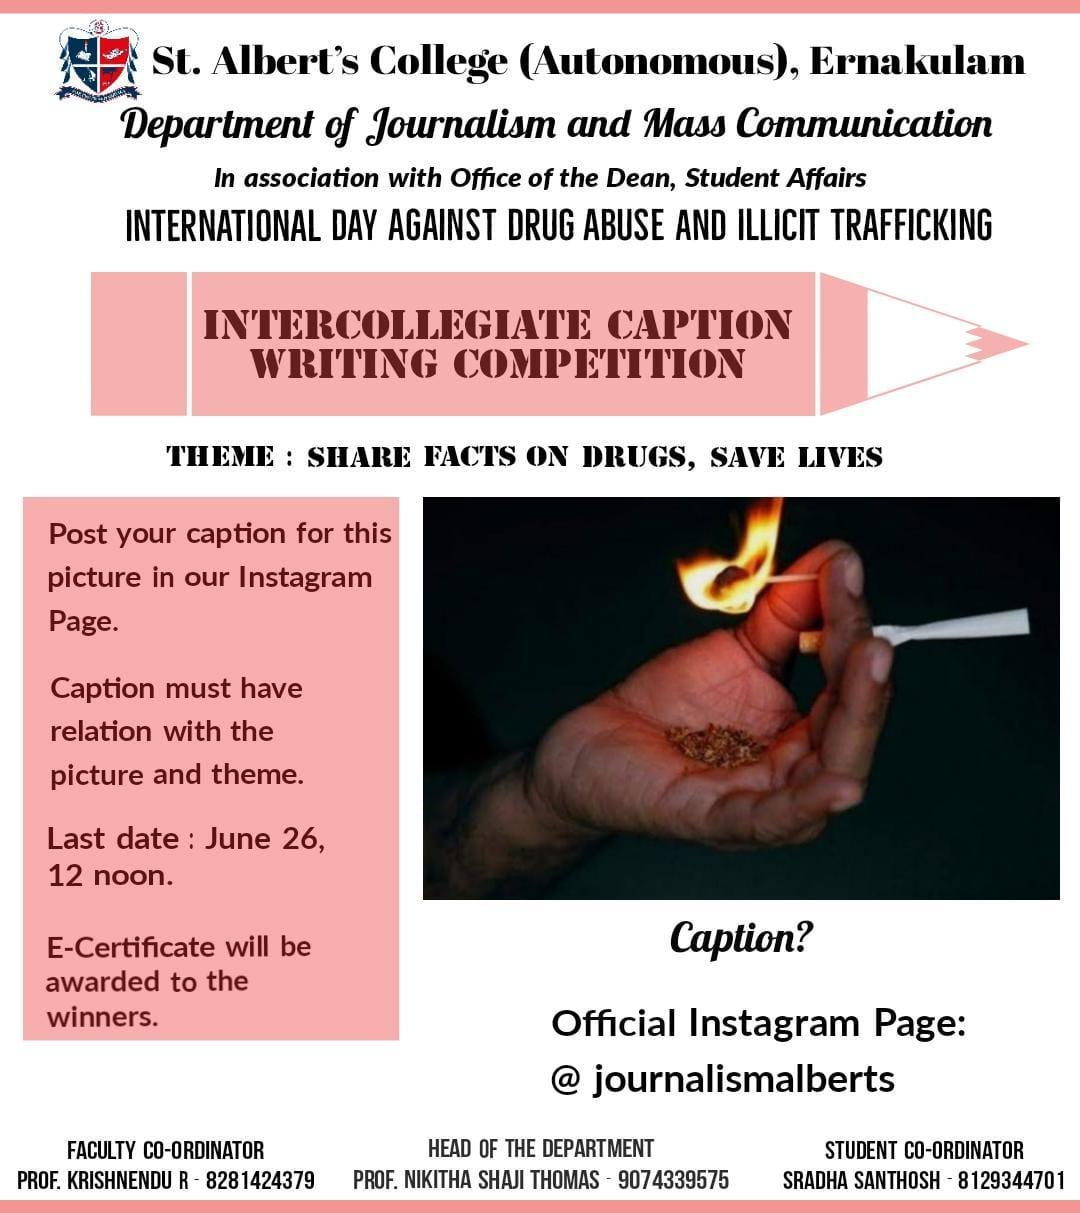 St. Albert's College (Autonomous), Ernakulam
Department of Journalism and Mass Communication
In association with Office of the Dean, Student Affairs
INTERNATIONAL DAY AGAINST DRUG ABUSE AND ILLICIT TRAFFICKING
INTERCOLLEGIATE CAPTION
WRITING COMPETITION
THEME : SHARE FACTS ON DRUGS, SAVE LIVES
Post your caption for this
picture in our Instagram
Page.
Caption must have
relation with the
picture and theme.
Last date : June 26,
12 noon.
E-Certificate will be
awarded to the
winners.
Caption?
Official Instagram Page:
@ journalismalberts
FACULTY CO-ORDINATOR
PROF. KRISHNENDU R - 8281424379
HEAD OF THE DEPARTMENT
PROF. NIKITHA SHAJI THOMAS - 9074339575
STUDENT CO-ORDINATOR
SRADHA SANTHOSH - 8129344701